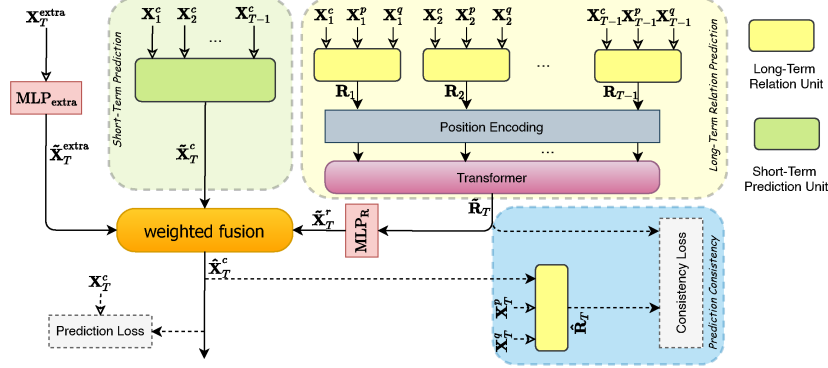 X_T^extra
X_1^c X_2^c ... X_{T-1}^c
X_1^c X_1^p X_1^q X_2^c X_2^p X_2^q X_{T-1}^c X_{T-1}^p X_{T-1}^q
MLP_extra
Short-Term Prediction
...
R_1 R_2 R_{T-1}
Position Encoding
...
Transformer
Long-Term Relation Prediction
Long-Term
Relation Unit
Short-Term
Prediction Unit
X̃_T^extra
X̃_T^c
R̃_T
weighted fusion
X̃_T^r
MLP_R
X̂_T^c
X_T^c
Prediction Loss
X_T^p
X_T^q
R̂_T
Consistency Loss
Prediction Consistency